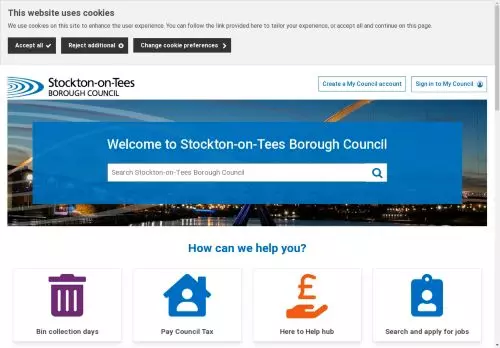 This website uses cookies
We use cookies on this site to enhance the user experience. You can follow the link provided here to tailor your experience, or accept all and continue on this page.
Accept all
Reject additional
Change cookie preferences
Stockton-on-Tees
BOROUGH COUNCIL
Create a My Council account
Sign in to My Council
Welcome to Stockton-on-Tees Borough Council
Search Stockton-on-Tees Borough Council
How can we help you?
Bin collection days
Pay Council Tax
Here to Help hub
Search and apply for jobs